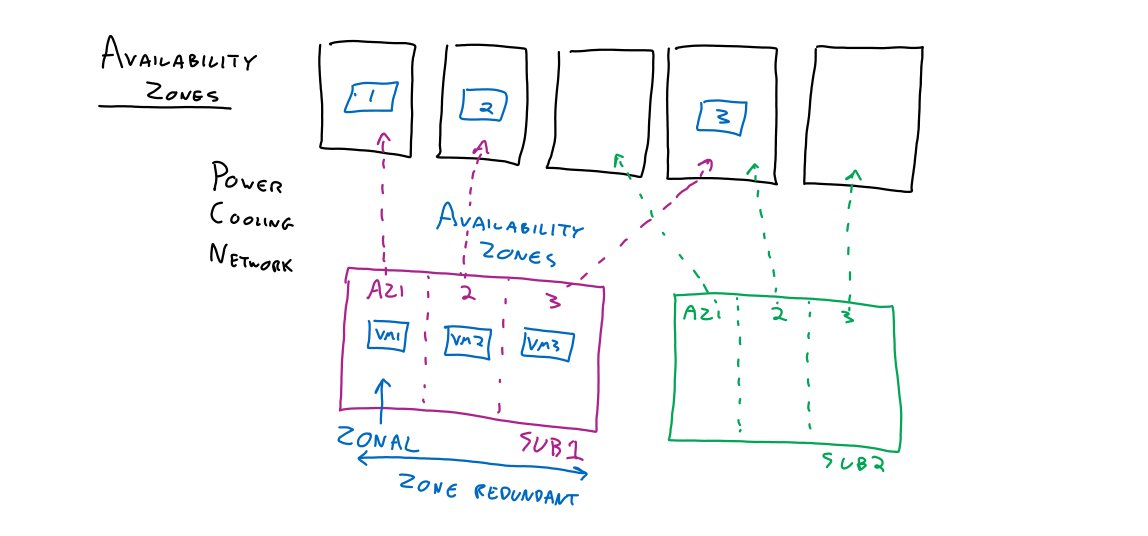 AVAILABILITY
ZONES
1
2
3
POWER
COOLING
NETWORK
AVAILABILITY
ZONES
AZ1 2 3
VM1 VM2 VM3
ZONAL
SUB1
ZONE REDUNDANT
AZ1 2 3
SUB2